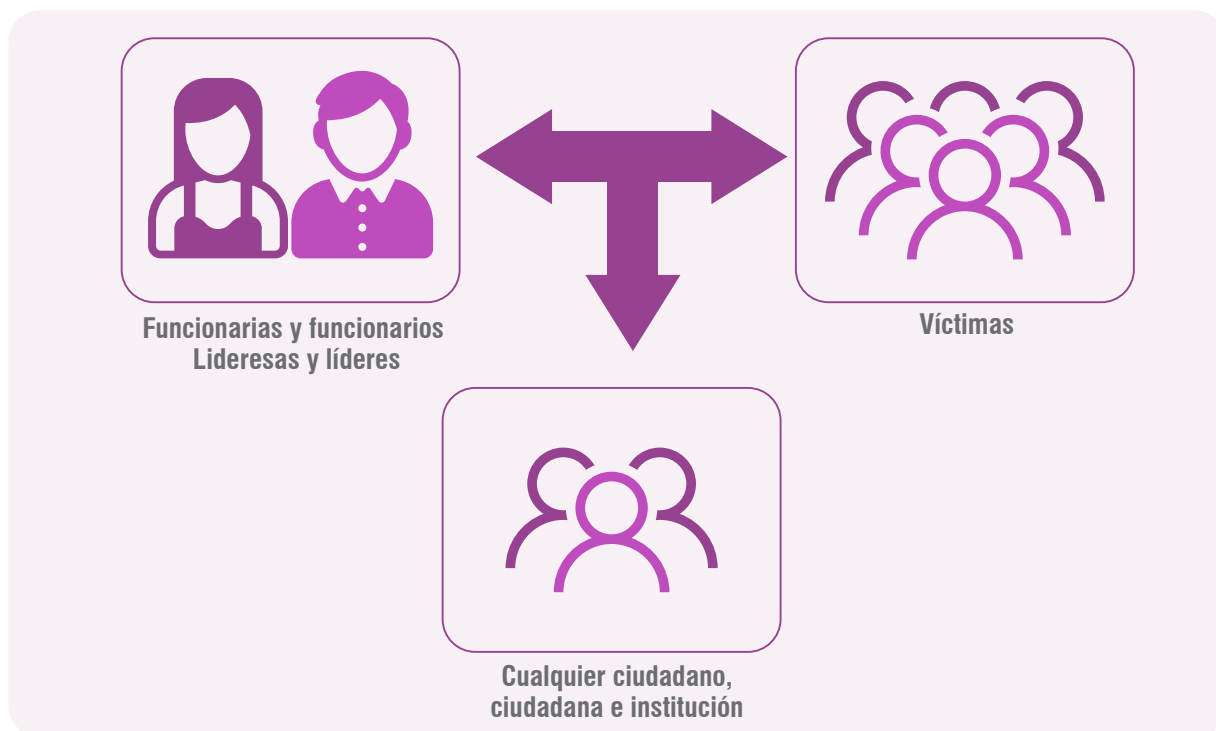 Funcionarias y funcionarios
Lideresas y líderes
Víctimas
Cualquier ciudadano,
ciudadana e institución